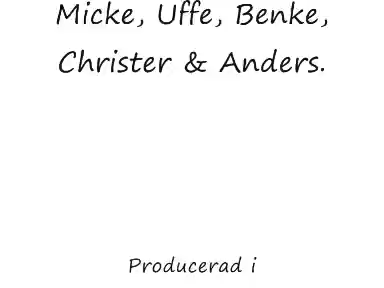 Micke, Uffe, Benke,
Christer & Anders.
Producerad i